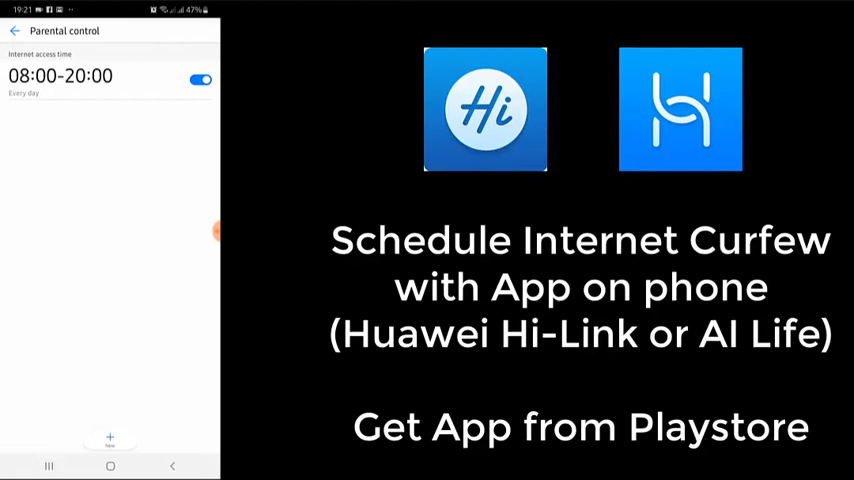 19:21
47%
Parental control
Internet access time
08:00-20:00
Every day
New
Hi
Schedule Internet Curfew
with App on phone
(Huawei Hi-Link or AI Life)
Get App from Playstore